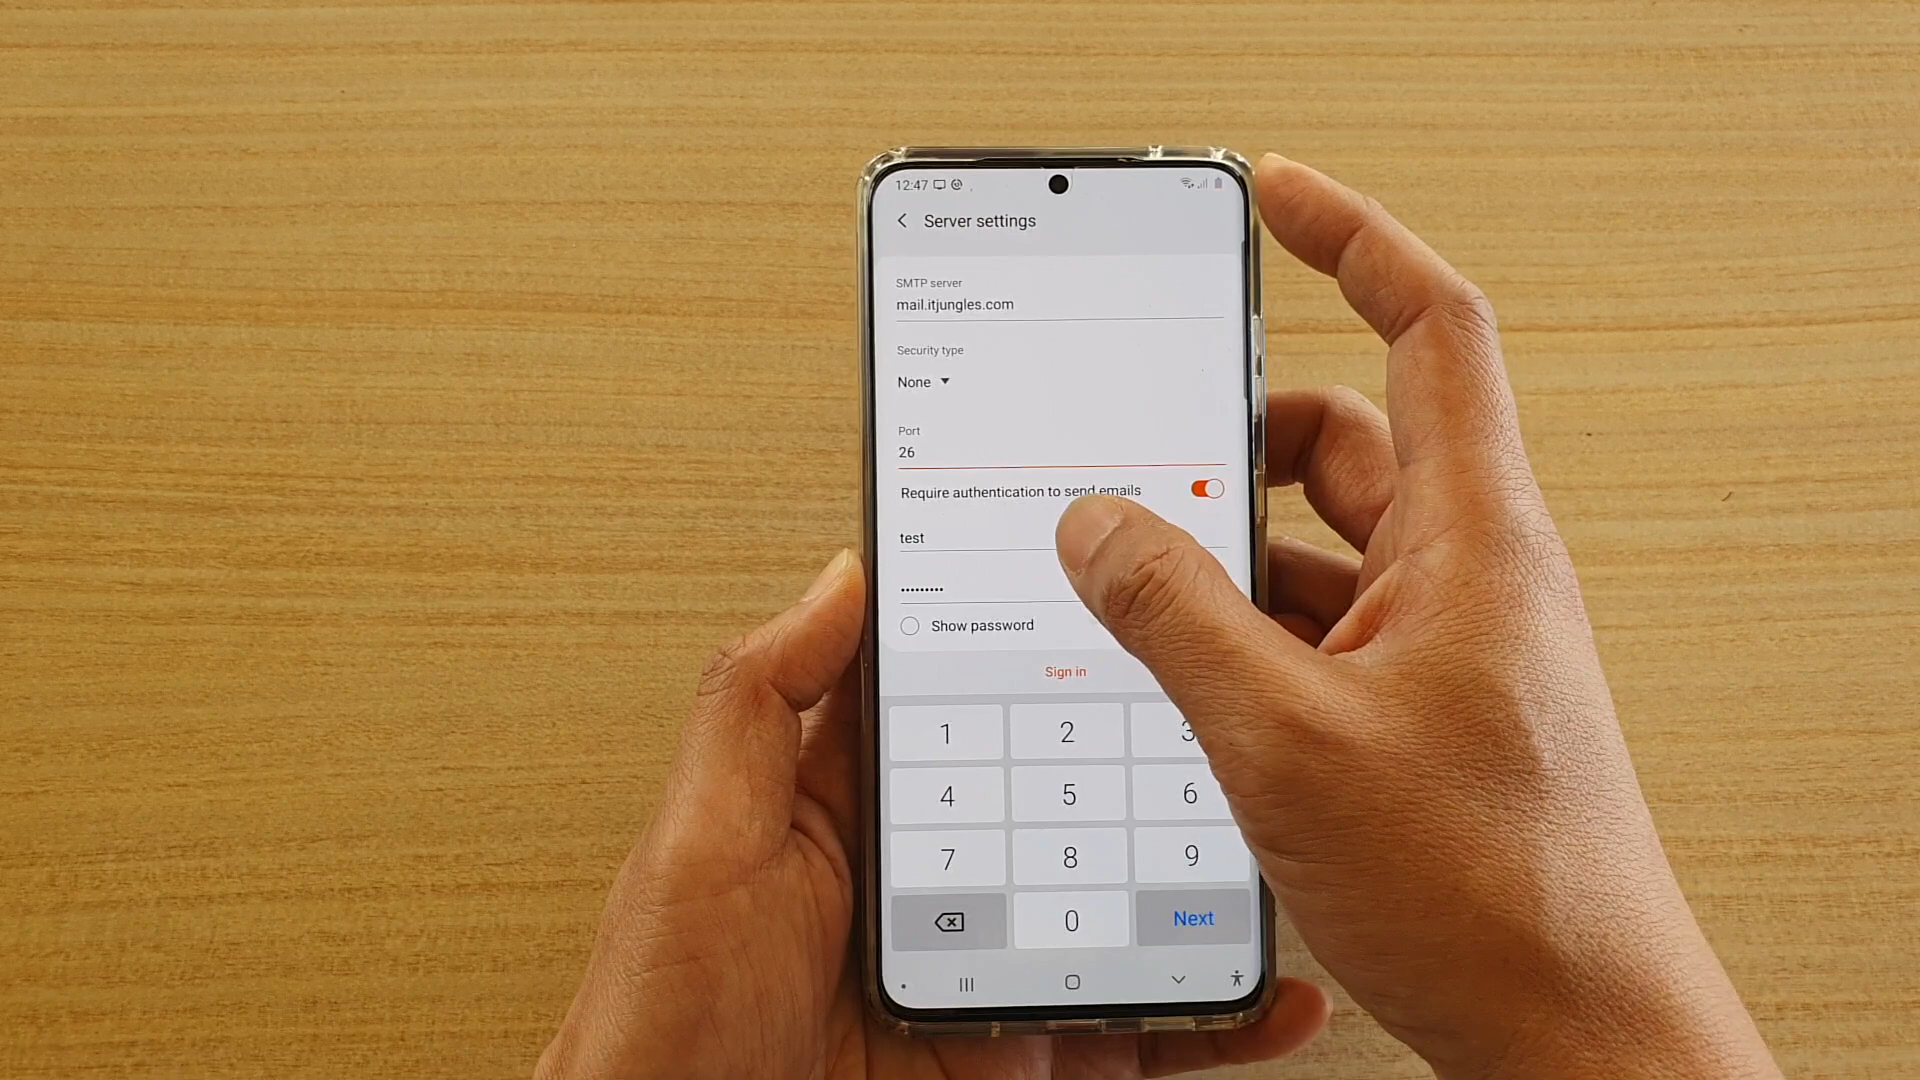 12:47
Server settings
SMTP server
mail.itjungles.com
Security type
None
Port
26
Require authentication to send emails
test
•••••••••
Show password
Sign in
1 2 3
4 5 6
7 8 9
0 Next